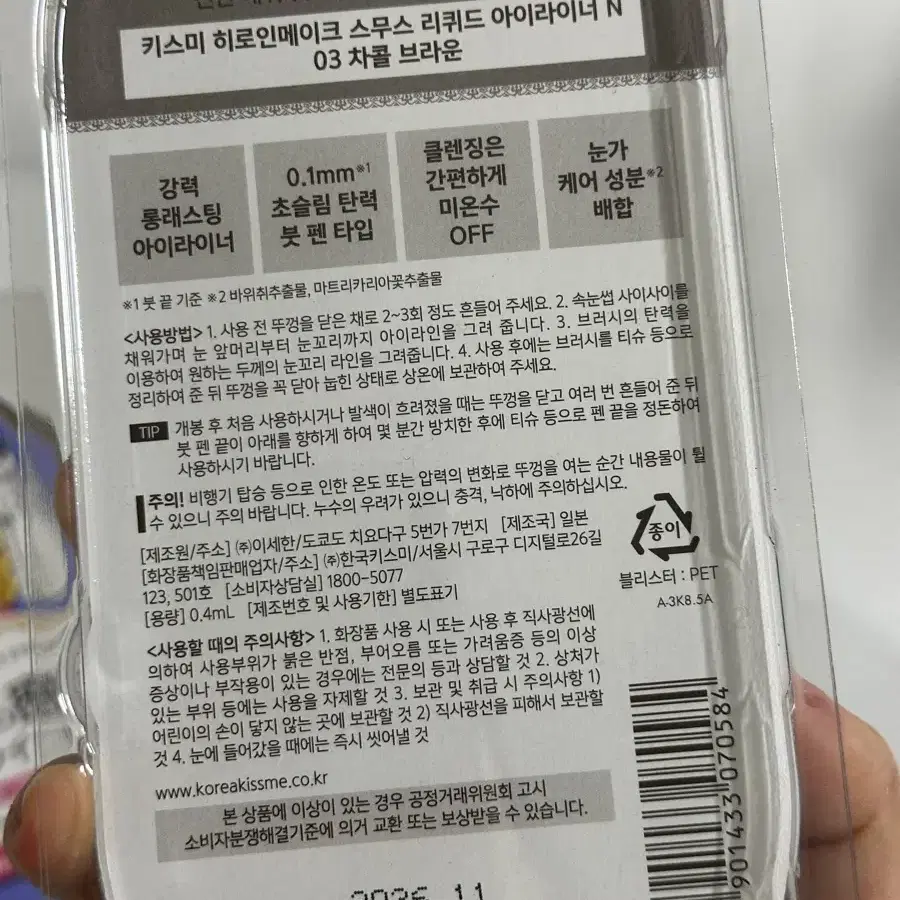 키스미 히로인메이크 스무스 리퀴드 아이라이너 N
03 차콜 브라운
강력
롱래스팅
아이라이너
0.1mm※1
초슬림 탄력
붓 펜 타입
클렌징은
간편하게
미온수
OFF
눈가
케어 성분※2
배합
※1 붓 끝 기준 ※2 바위취추출물, 마트리카리아꽃추출물
<사용방법> 1. 사용 전 뚜껑을 닫은 채로 2~3회 정도 흔들어 주세요. 2. 속눈썹 사이사이를
채워가며 눈 앞머리부터 눈꼬리까지 아이라인을 그려 줍니다. 3. 브러시의 탄력을
이용하여 원하는 두께의 눈꼬리 라인을 그려줍니다. 4. 사용 후에는 브러시를 티슈 등으로
정리하여 준 뒤 뚜껑을 꼭 닫아 눕힌 상태로 상온에 보관하여 주세요.
TIP 개봉 후 처음 사용하시거나 발색이 흐려졌을 때는 뚜껑을 닫고 여러 번 흔들어 준 뒤
붓 펜 끝이 아래를 향하게 하여 몇 분간 방치한 후에 티슈 등으로 펜 끝을 정돈하여
사용하시기 바랍니다.
주의! 비행기 탑승 등으로 인한 온도 또는 압력의 변화로 뚜껑을 여는 순간 내용물이 튈
수 있으니 주의 바랍니다. 누수의 우려가 있으니 충격, 낙하에 주의하십시오.
[제조원/주소] ㈜이세한/도쿄도 치요다구 5번가 7번지 [제조국] 일본
[화장품책임판매업자/주소] ㈜한국키스미/서울시 구로구 디지털로26길
123, 501호 [소비자상담실] 1800-5077
[용량] 0.4mL [제조번호 및 사용기한] 별도표기
종이
블리스터 : PET
A-3K8.5A
<사용할 때의 주의사항> 1. 화장품 사용 시 또는 사용 후 직사광선에
의하여 사용부위가 붉은 반점, 부어오름 또는 가려움증 등의 이상
증상이나 부작용이 있는 경우에는 전문의 등과 상담할 것 2. 상처가
있는 부위 등에는 사용을 자제할 것 3. 보관 및 취급 시 주의사항 1)
어린이의 손이 닿지 않는 곳에 보관할 것 2) 직사광선을 피해서 보관할
것 4. 눈에 들어갔을 때에는 즉시 씻어낼 것
www.koreakissme.co.kr
본 상품에 이상이 있는 경우 공정거래위원회 고시
소비자분쟁해결기준에 의거 교환 또는 보상받을 수 있습니다.
901433 070584
2026 11